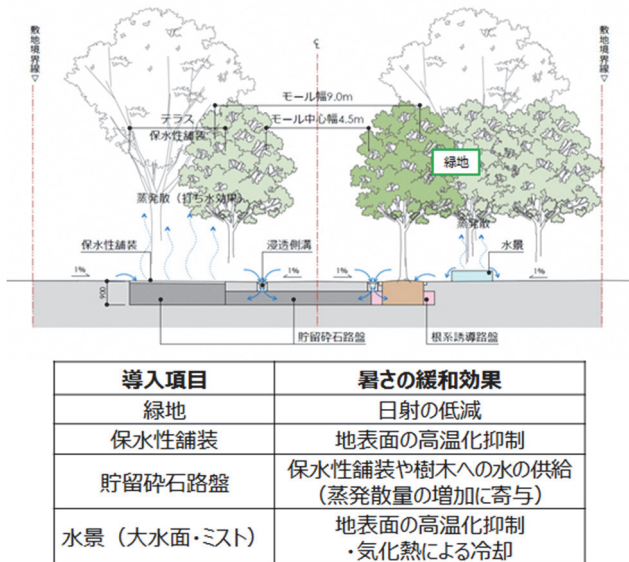 敷地境界線▽
敷地境界線▽
℄
モール幅9.0m
テラス
モール中心幅4.5m
保水性舗装
緑地
蒸発散（打ち水効果）
蒸発散
保水性舗装
浸透側溝
水景
1%
1%
1%
1%
900
貯留砕石路盤
根系誘導路盤
導入項目 暑さの緩和効果
緑地 日射の低減
保水性舗装 地表面の高温化抑制
貯留砕石路盤 保水性舗装や樹木への水の供給
（蒸発散量の増加に寄与）
水景（大水面・ミスト） 地表面の高温化抑制
・気化熱による冷却